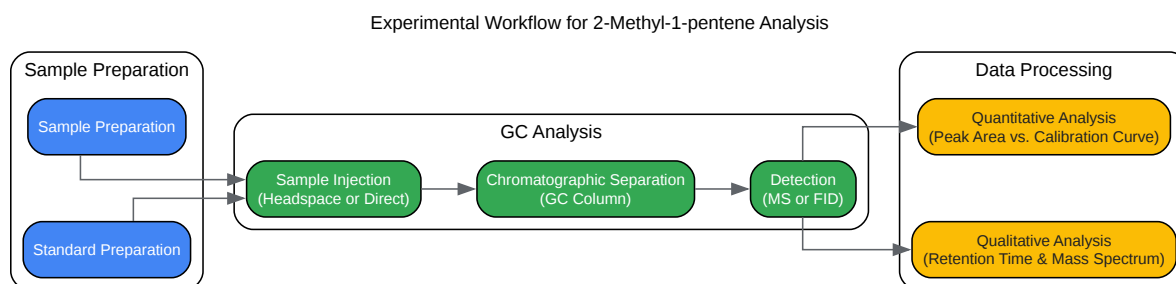 Experimental Workflow for 2-Methyl-1-pentene Analysis
Sample Preparation
Sample Preparation
Standard Preparation
GC Analysis
Sample Injection
(Headspace or Direct)
Chromatographic Separation
(GC Column)
Detection
(MS or FID)
Data Processing
Quantitative Analysis
(Peak Area vs. Calibration Curve)
Qualitative Analysis
(Retention Time & Mass Spectrum)